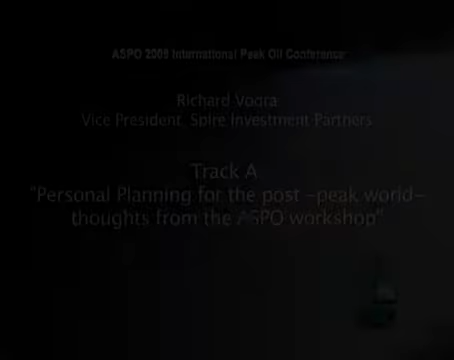 ASPO 2009 International Peak Oil Conference
Richard Vodra
Vice President, Spire Investment Partners
Track A
"Personal Planning for the post –peak world–
thoughts from the ASPO workshop"